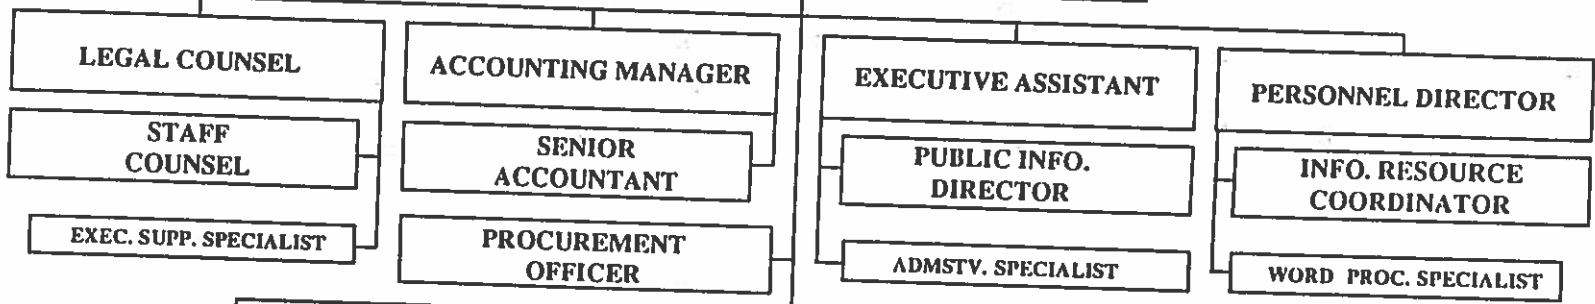 LEGAL COUNSEL
ACCOUNTING MANAGER
EXECUTIVE ASSISTANT
PERSONNEL DIRECTOR
STAFF
COUNSEL
SENIOR
ACCOUNTANT
PUBLIC INFO.
DIRECTOR
INFO. RESOURCE
COORDINATOR
EXEC. SUPP. SPECIALIST
PROCUREMENT
OFFICER
ADMSTV. SPECIALIST
WORD PROC. SPECIALIST